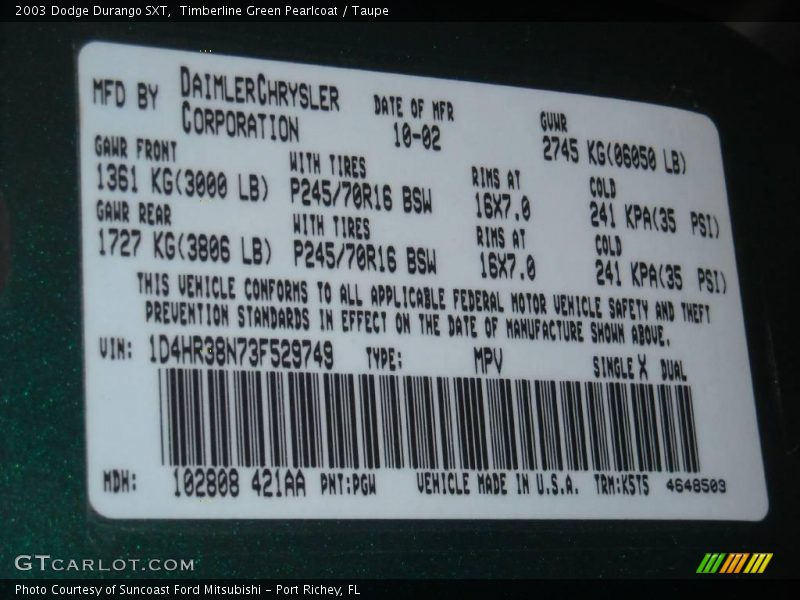 2003 Dodge Durango SXT,  Timberline Green Pearlcoat / Taupe
MFD BY DAIMLERCHRYSLER CORPORATION
DATE OF MFR 10-02
GVWR 2745 KG(06050 LB)
GAWR FRONT WITH TIRES RIMS AT COLD
1361 KG(3000 LB) P245/70R16 BSW 16X7.0 241 KPA(35 PSI)
GAWR REAR WITH TIRES RIMS AT COLD
1727 KG(3806 LB) P245/70R16 BSW 16X7.0 241 KPA(35 PSI)
THIS VEHICLE CONFORMS TO ALL APPLICABLE FEDERAL MOTOR VEHICLE SAFETY AND THEFT
PREVENTION STANDARDS IN EFFECT ON THE DATE OF MANUFACTURE SHOWN ABOVE.
VIN: 1D4HR38N73F529749 TYPE: MPV SINGLE X DUAL
MDH: 102808 421AA PNT:PGW VEHICLE MADE IN U.S.A. TRM:KST5 4648503
GTCARLOT.COM
Photo Courtesy of Suncoast Ford Mitsubishi - Port Richey, FL